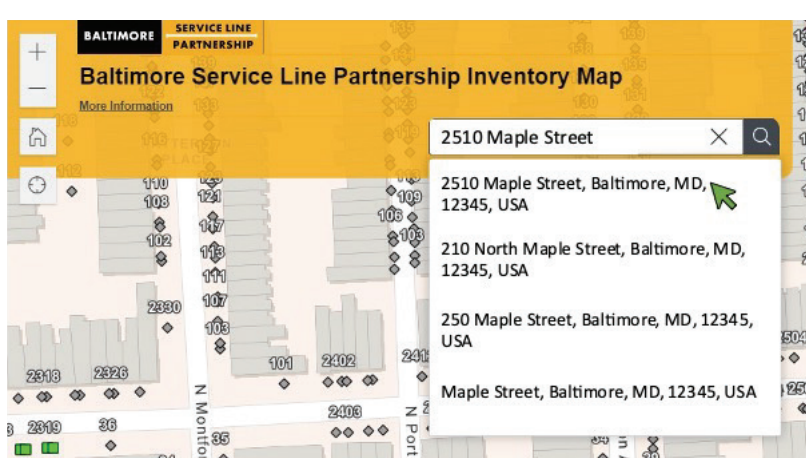 BALTIMORE
SERVICE LINE
PARTNERSHIP
Baltimore Service Line Partnership Inventory Map
More Information
2510 Maple Street
2510 Maple Street, Baltimore, MD,
12345, USA
210 North Maple Street, Baltimore, MD,
12345, USA
250 Maple Street, Baltimore, MD, 12345,
USA
Maple Street, Baltimore, MD, 12345, USA
110
108
102
121
117
113
111
107
103
109
106
103
2330
2318
2326
101
2402
2403
2319
36
35
N Montfo
N Port